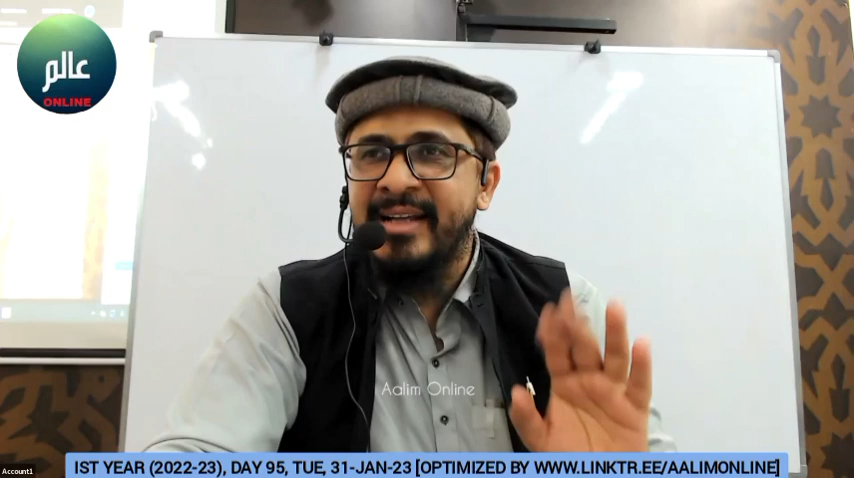 عالم
ONLINE
Aalim Online
Account1
IST YEAR (2022-23), DAY 95, TUE, 31-JAN-23 [OPTIMIZED BY WWW.LINKTR.EE/AALIMONLINE]